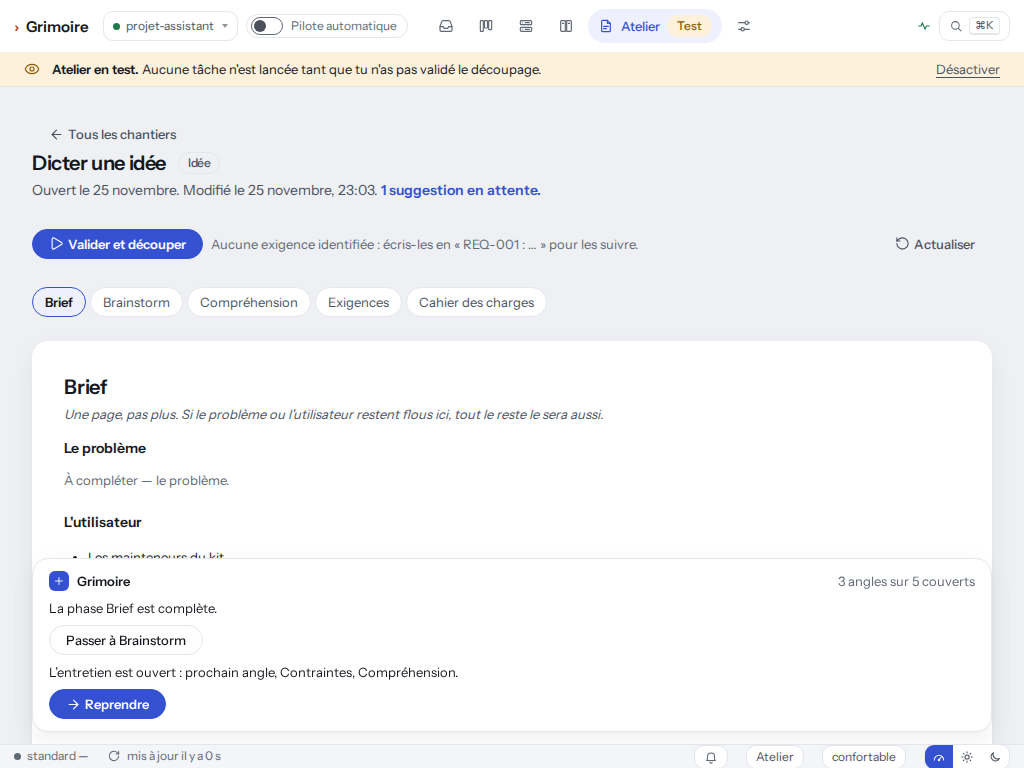 › Grimoire projet-assistant Pilote automatique Atelier Test ⌘K
Atelier en test. Aucune tâche n'est lancée tant que tu n'as pas validé le découpage. Désactiver
← Tous les chantiers
Dicter une idée Idée
Ouvert le 25 novembre. Modifié le 25 novembre, 23:03. 1 suggestion en attente.
Valider et découper Aucune exigence identifiée : écris-les en « REQ-001 : … » pour les suivre. Actualiser
Brief Brainstorm Compréhension Exigences Cahier des charges
Brief
Une page, pas plus. Si le problème ou l'utilisateur restent flous ici, tout le reste le sera aussi.
Le problème
À compléter — le problème.
L'utilisateur
• Les mainteneurs du kit
Grimoire 3 angles sur 5 couverts
La phase Brief est complète.
Passer à Brainstorm
L'entretien est ouvert : prochain angle, Contraintes, Compréhension.
→ Reprendre
standard — mis à jour il y a 0 s Atelier confortable